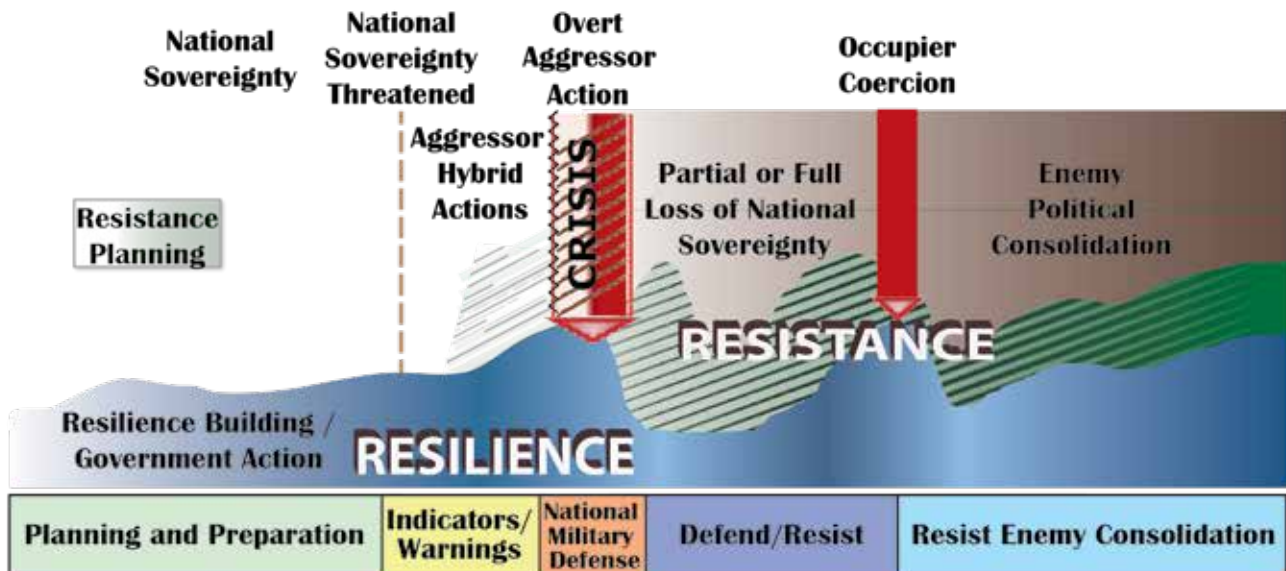 National
Sovereignty
National
Sovereignty
Threatened
Overt
Aggressor
Action
Occupier
Coercion
Aggressor
Hybrid
Actions
CRISIS
Partial or Full
Loss of National
Sovereignty
Enemy
Political
Consolidation
Resistance
Planning
RESISTANCE
Resilience Building /
Government Action
RESILIENCE
Planning and Preparation
Indicators/
Warnings
National
Military
Defense
Defend/Resist
Resist Enemy Consolidation